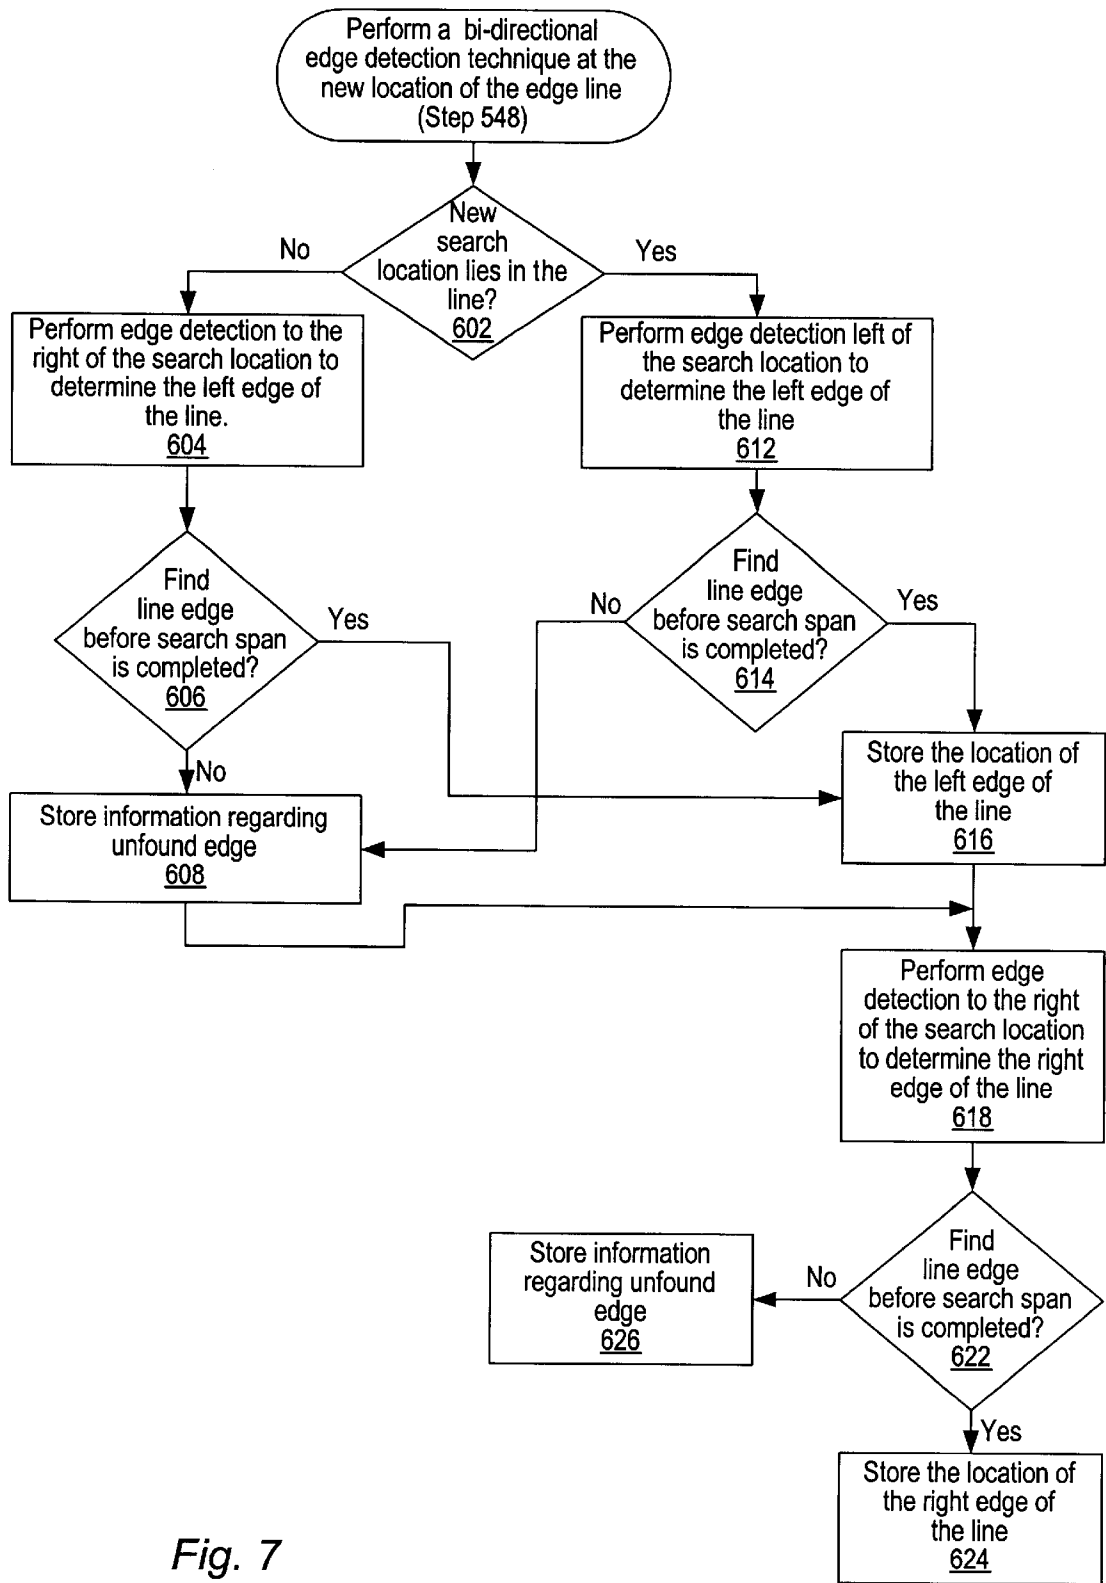 Perform a bi-directional
edge detection technique at the
new location of the edge line
(Step 548)
New
search
location lies in the
line?
602
No
Yes
Perform edge detection to the
right of the search location to
determine the left edge of
the line.
604
Perform edge detection left of
the search location to
determine the left edge of
the line
612
Find
line edge
before search span
is completed?
606
Yes
No
Find
line edge
before search span
is completed?
614
No
Yes
Store information regarding
unfound edge
608
Store the location of
the left edge of
the line
616
Perform edge
detection to the right
of the search location
to determine the right
edge of the line
618
Find
line edge
before search span
is completed?
622
No
Yes
Store information
regarding unfound
edge
626
Store the location of
the right edge of
the line
624
Fig. 7